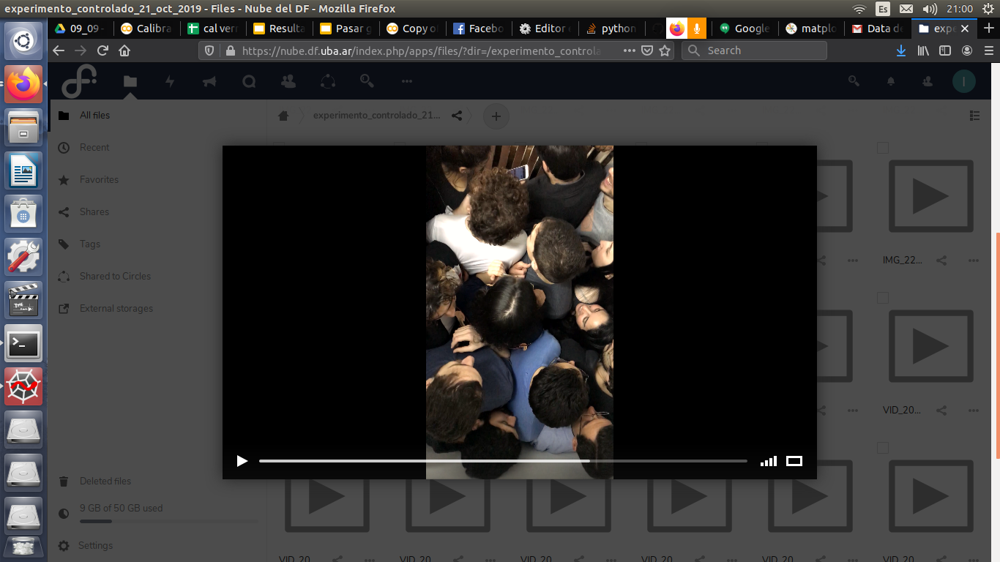 experimento_controlado_21_oct_2019 - Files - Nube del DF - Mozilla Firefox
Es
21:00
09_09 -
Calibra
cal verr
Resulta
Pasar g
Copy o
Facebo
Editor
python
Google
matplo
Data de
expe
https://nube.df.uba.ar/index.php/apps/files/?dir=/experimento_controla
Search
I
All files
experimento_controlado_21...
Recent
Favorites
Shares
Tags
Shared to Circles
External storages
IMG_22...
VID_20...
Deleted files
9 GB of 50 GB used
Settings
VID_20
VID_20
VID_20
VID_20
VID_20
VID_20